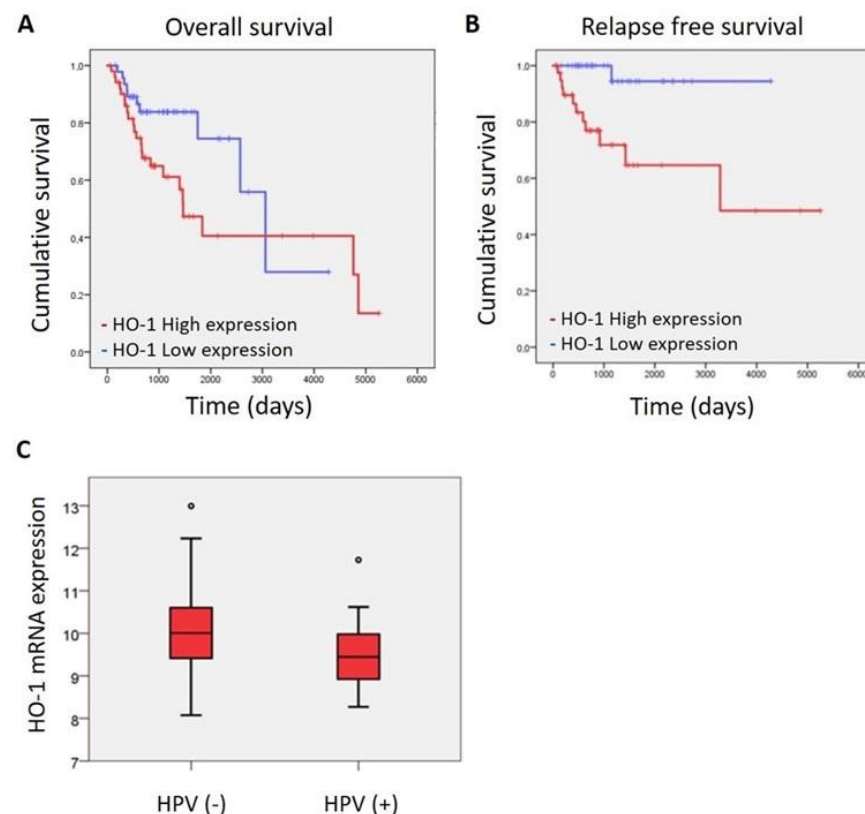 A
Overall survival
Cumulative survival
1,0
0,8
0,6
0,4
0,2
0,0
HO-1 High expression
HO-1 Low expression
0 1000 2000 3000 4000 5000 6000
Time (days)
B
Relapse free survival
Cumulative survival
1,0
0,8
0,6
0,4
0,2
0,0
HO-1 High expression
HO-1 Low expression
0 1000 2000 3000 4000 5000 6000
Time (days)
C
HO-1 mRNA expression
13
12
11
10
9
8
7
HPV (-) HPV (+)